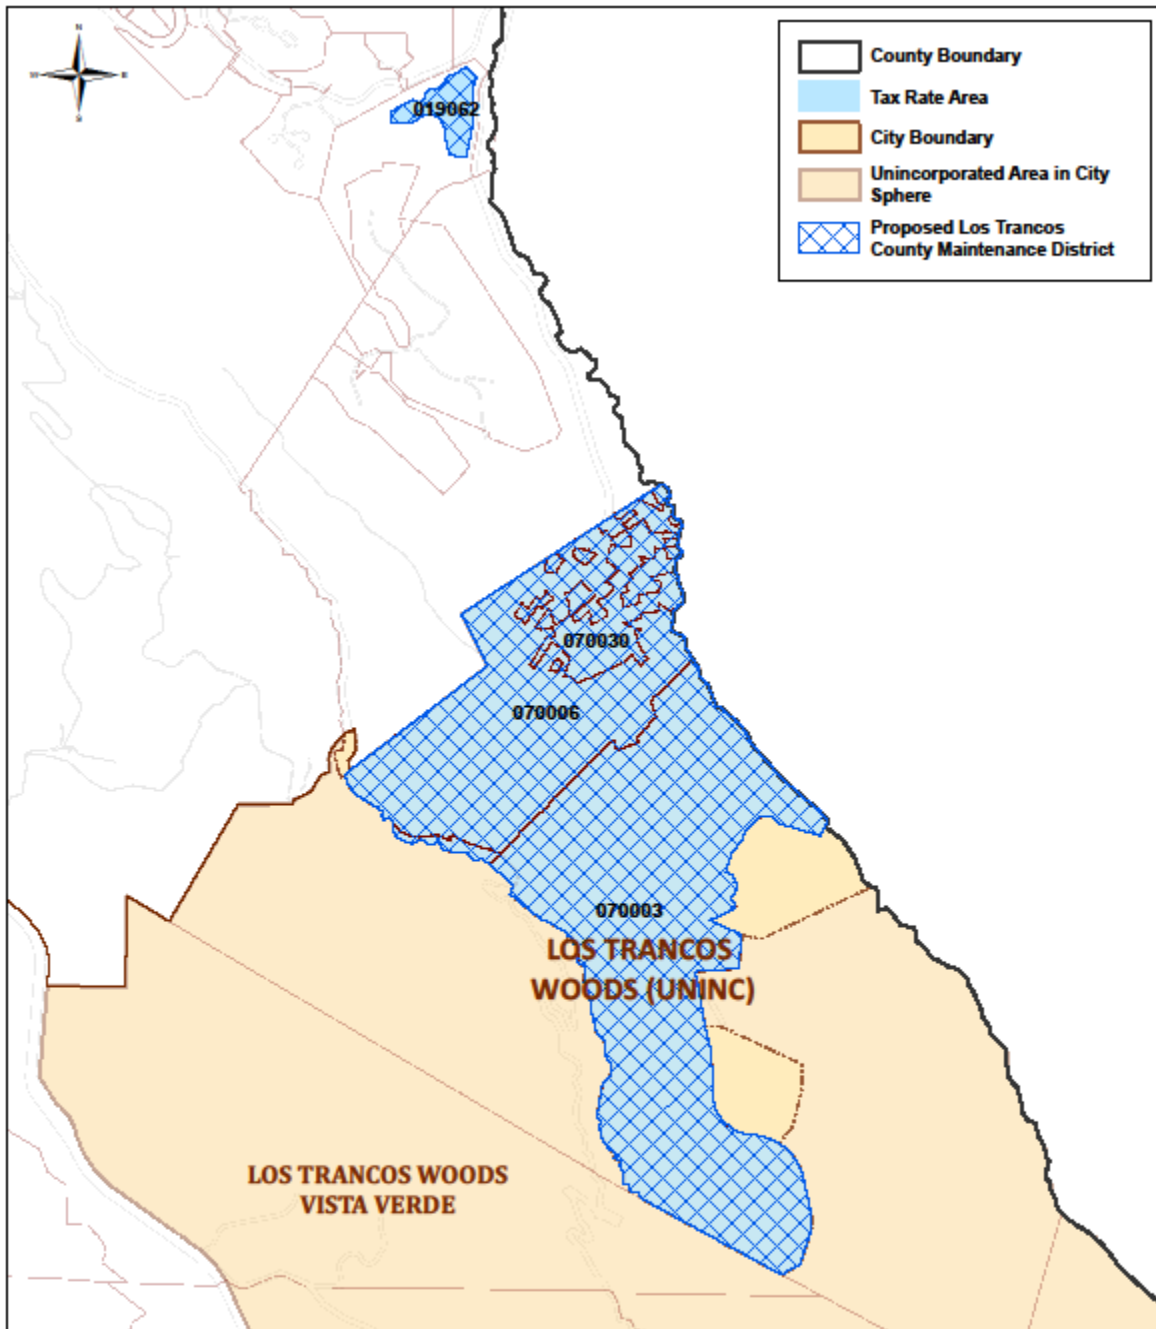 N
W
E
S
County Boundary
Tax Rate Area
City Boundary
Unincorporated Area in City
Sphere
Proposed Los Trancos
County Maintenance District
019062
070030
070006
070003
LOS TRANCOS
WOODS (UNINC)
LOS TRANCOS WOODS
VISTA VERDE